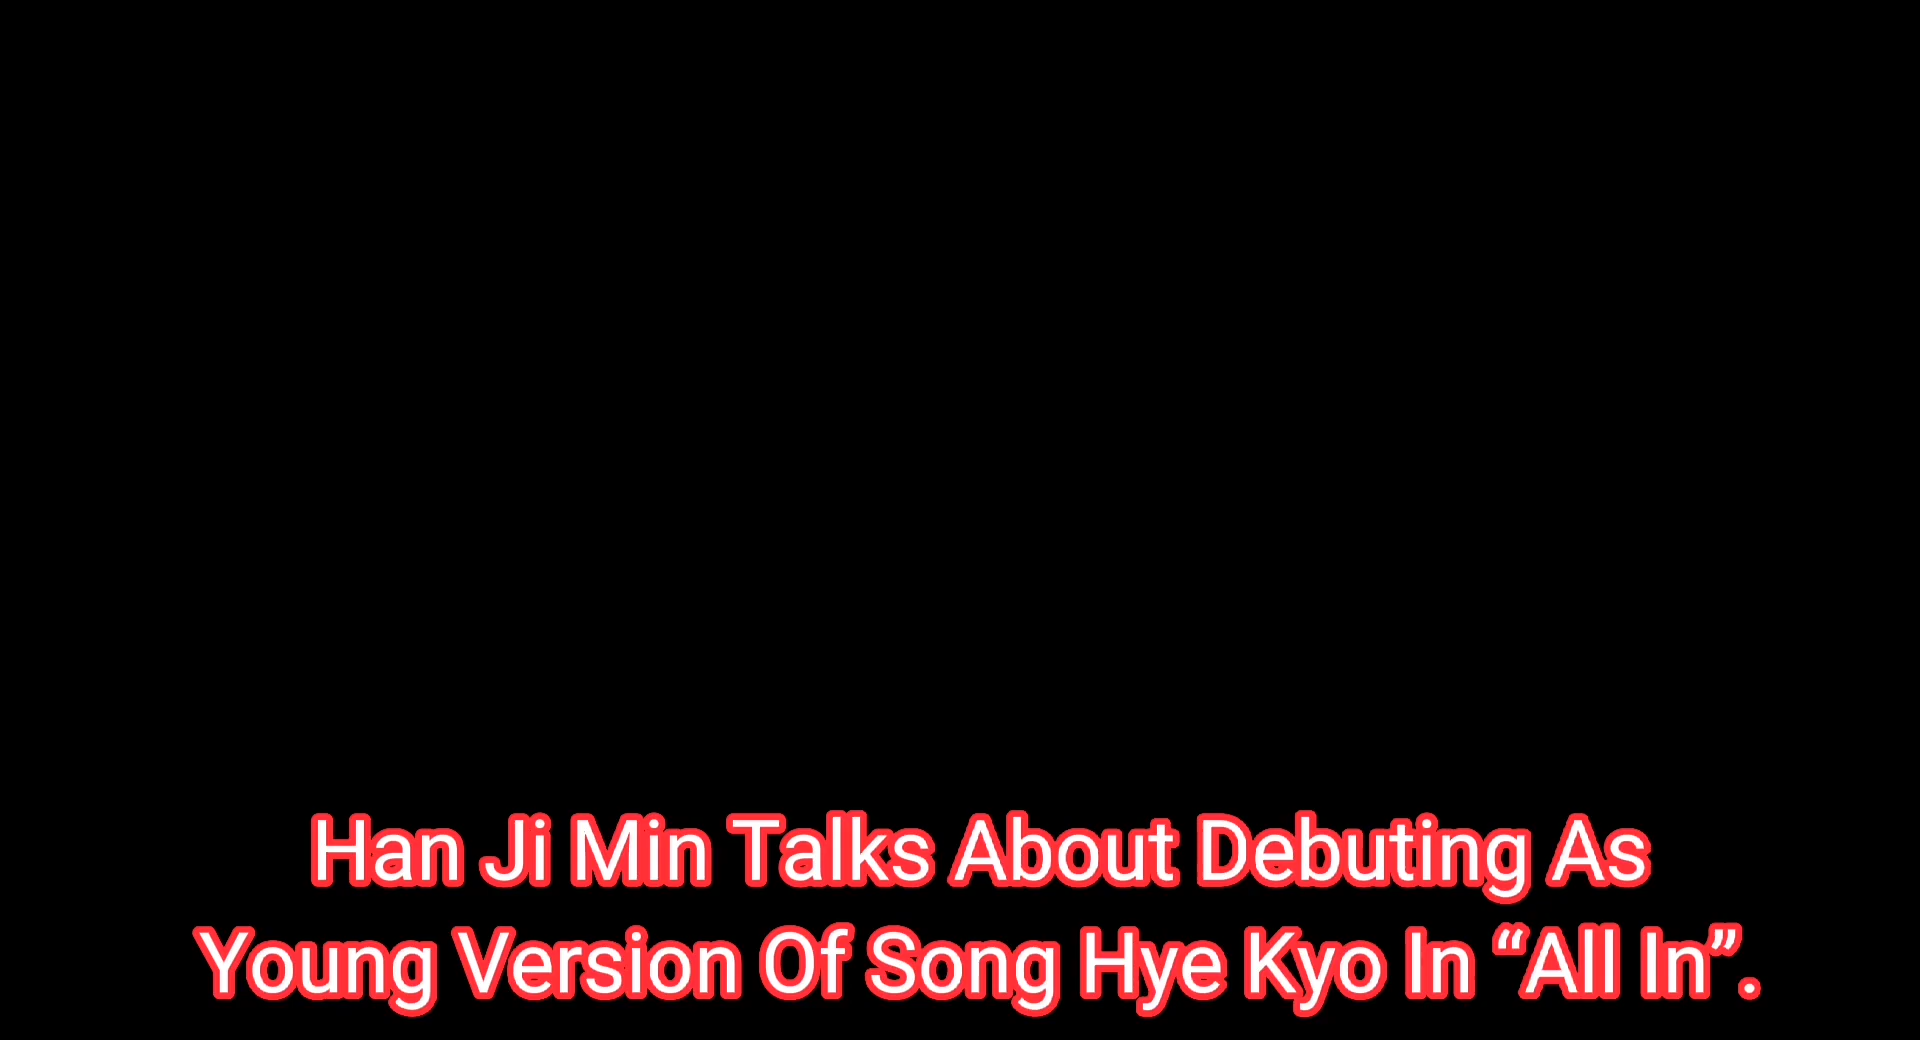 Han Ji Min Talks About Debuting As
Young Version Of Song Hye Kyo In “All In”.